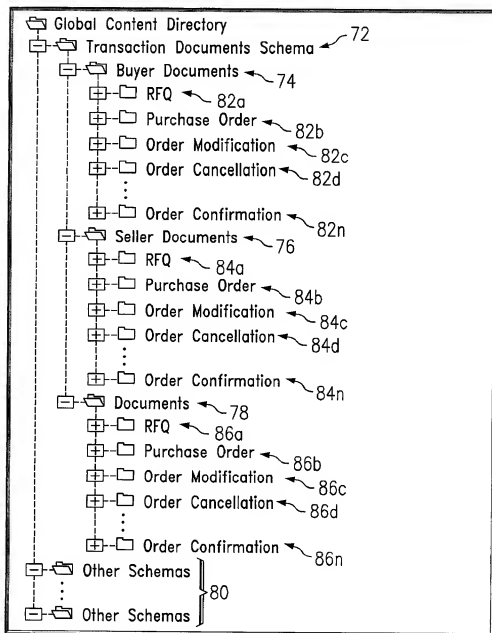 Global Content Directory
Transaction Documents Schema 72
Buyer Documents 74
RFQ 82a
Purchase Order 82b
Order Modification 82c
Order Cancellation 82d
Order Confirmation 82n
Seller Documents 76
RFQ 84a
Purchase Order 84b
Order Modification 84c
Order Cancellation 84d
Order Confirmation 84n
Documents 78
RFQ 86a
Purchase Order 86b
Order Modification 86c
Order Cancellation 86d
Order Confirmation 86n
Other Schemas
80
Other Schemas